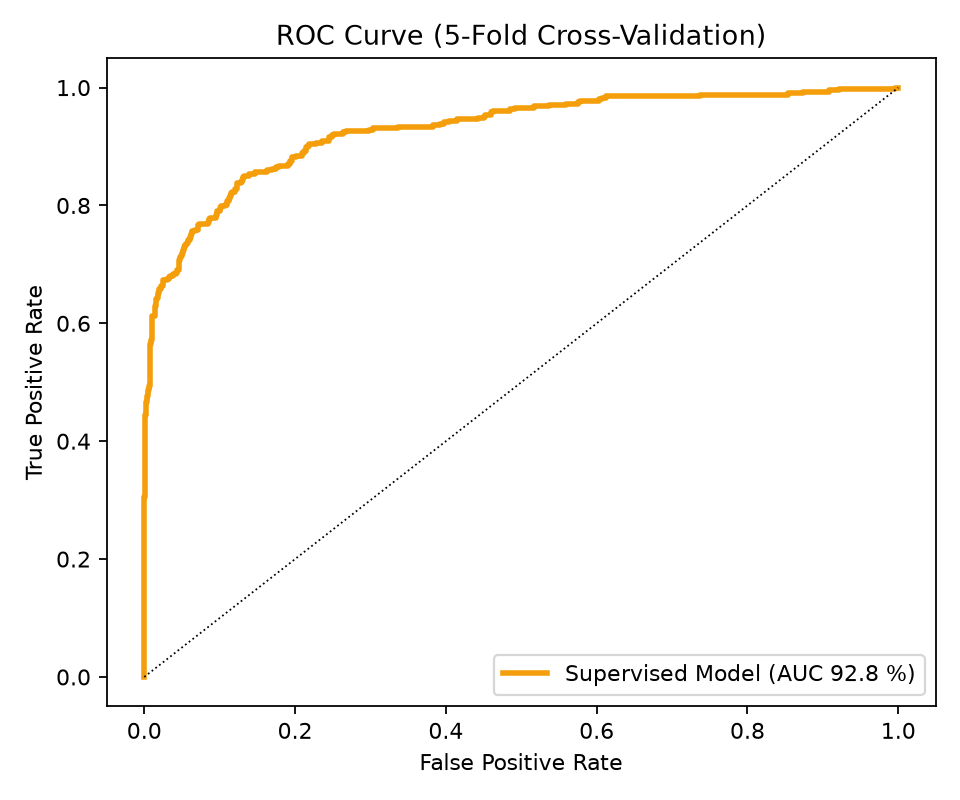 ROC Curve (5-Fold Cross-Validation)
True Positive Rate
1.0
0.8
0.6
0.4
0.2
0.0
Supervised Model (AUC 92.8 %)
0.0 0.2 0.4 0.6 0.8 1.0
False Positive Rate